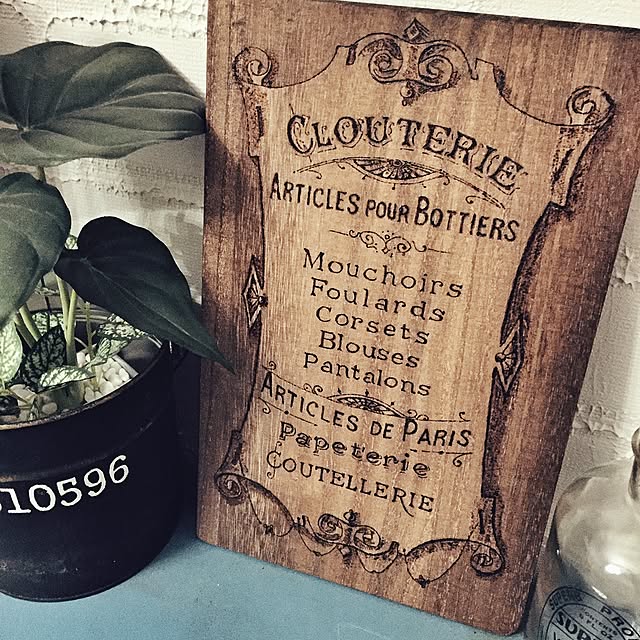 CLOUTERIE
ARTICLES POUR BOTTIERS
Mouchoirs
Foulards
Corsets
Blouses
Pantalons
ARTICLES DE PARIS
Papeterie
COUTELLERIE
10596